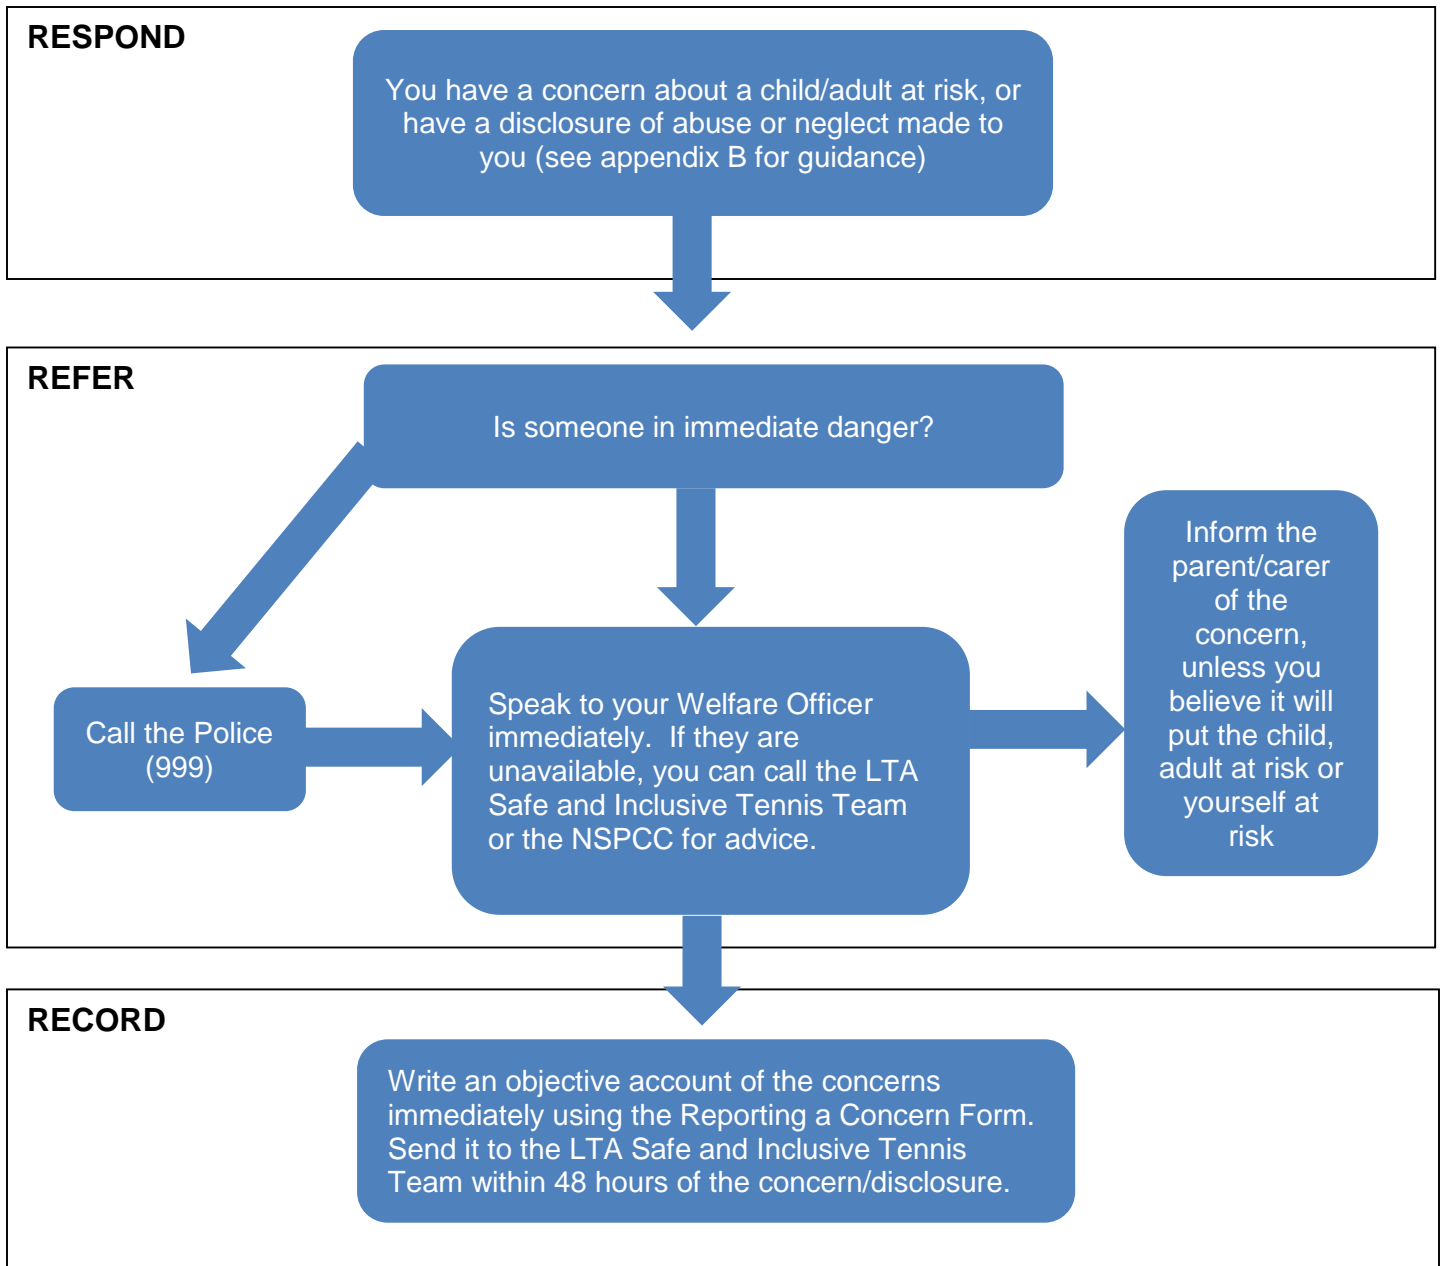 RESPOND
You have a concern about a child/adult at risk, or
have a disclosure of abuse or neglect made to
you (see appendix B for guidance)
REFER
Is someone in immediate danger?
Call the Police
(999)
Speak to your Welfare Officer
immediately.  If they are
unavailable, you can call the LTA
Safe and Inclusive Tennis Team
or the NSPCC for advice.
Inform the
parent/carer
of the
concern,
unless you
believe it will
put the child,
adult at risk or
yourself at
risk
RECORD
Write an objective account of the concerns
immediately using the Reporting a Concern Form.
Send it to the LTA Safe and Inclusive Tennis
Team within 48 hours of the concern/disclosure.